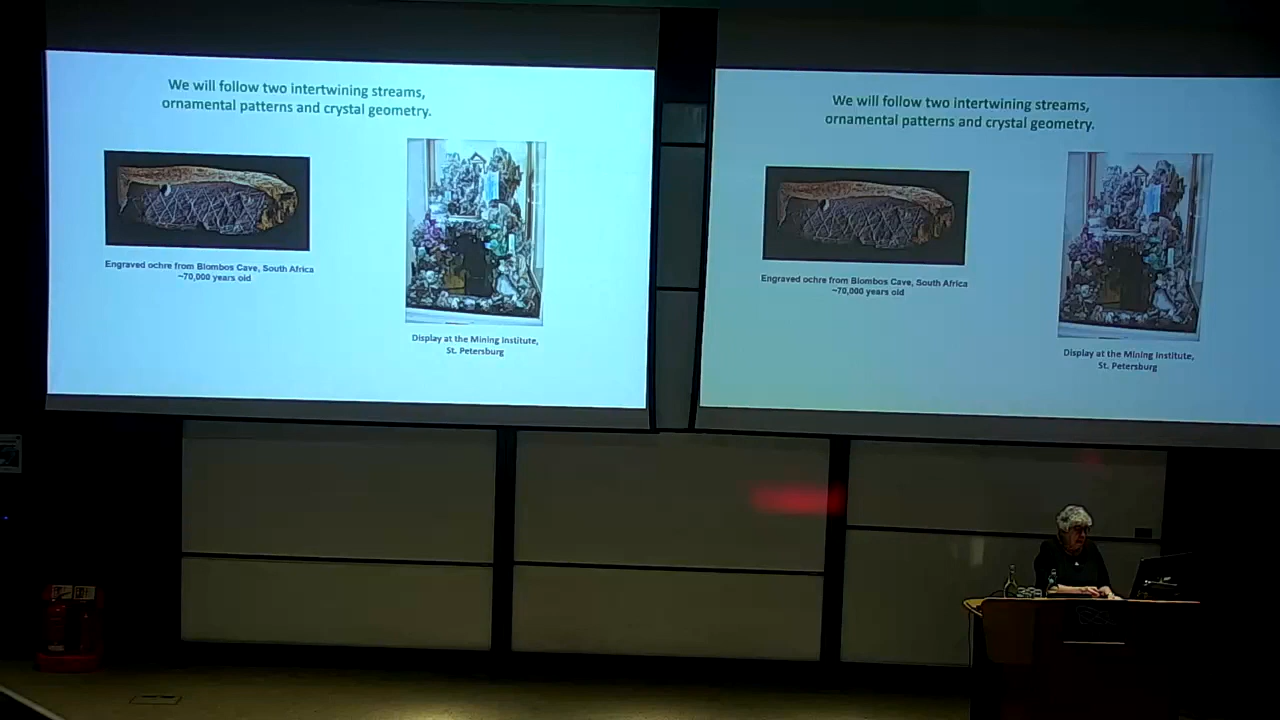 We will follow two intertwining streams,
ornamental patterns and crystal geometry.
Engraved ochre from Blombos Cave, South Africa
~70,000 years old
Display at the Mining Institute,
St. Petersburg
We will follow two intertwining streams,
ornamental patterns and crystal geometry.
Engraved ochre from Blombos Cave, South Africa
~70,000 years old
Display at the Mining Institute,
St. Petersburg